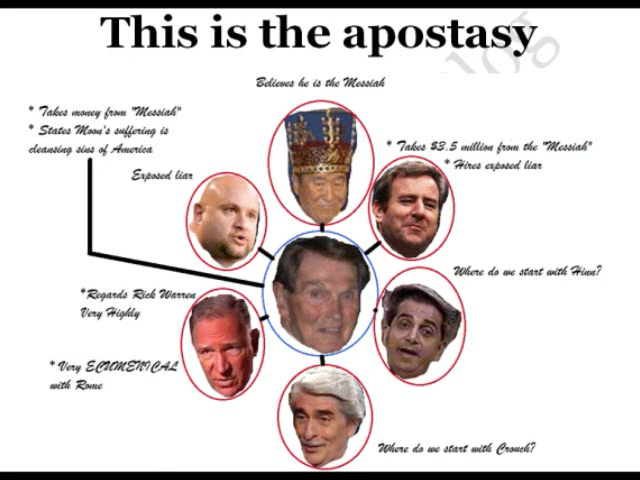 This is the apostasy
Believes he is the Messiah
* Takes money from "Messiah"
* States Moon's suffering is
cleansing sins of America
* Takes $3.5 million from the "Messiah"
* Hires exposed liar
Exposed liar
Where do we start with Hinn?
*Regards Rick Warren
Very Highly
* Very ECUMENICAL
with Rome
Where do we start with Crouch?